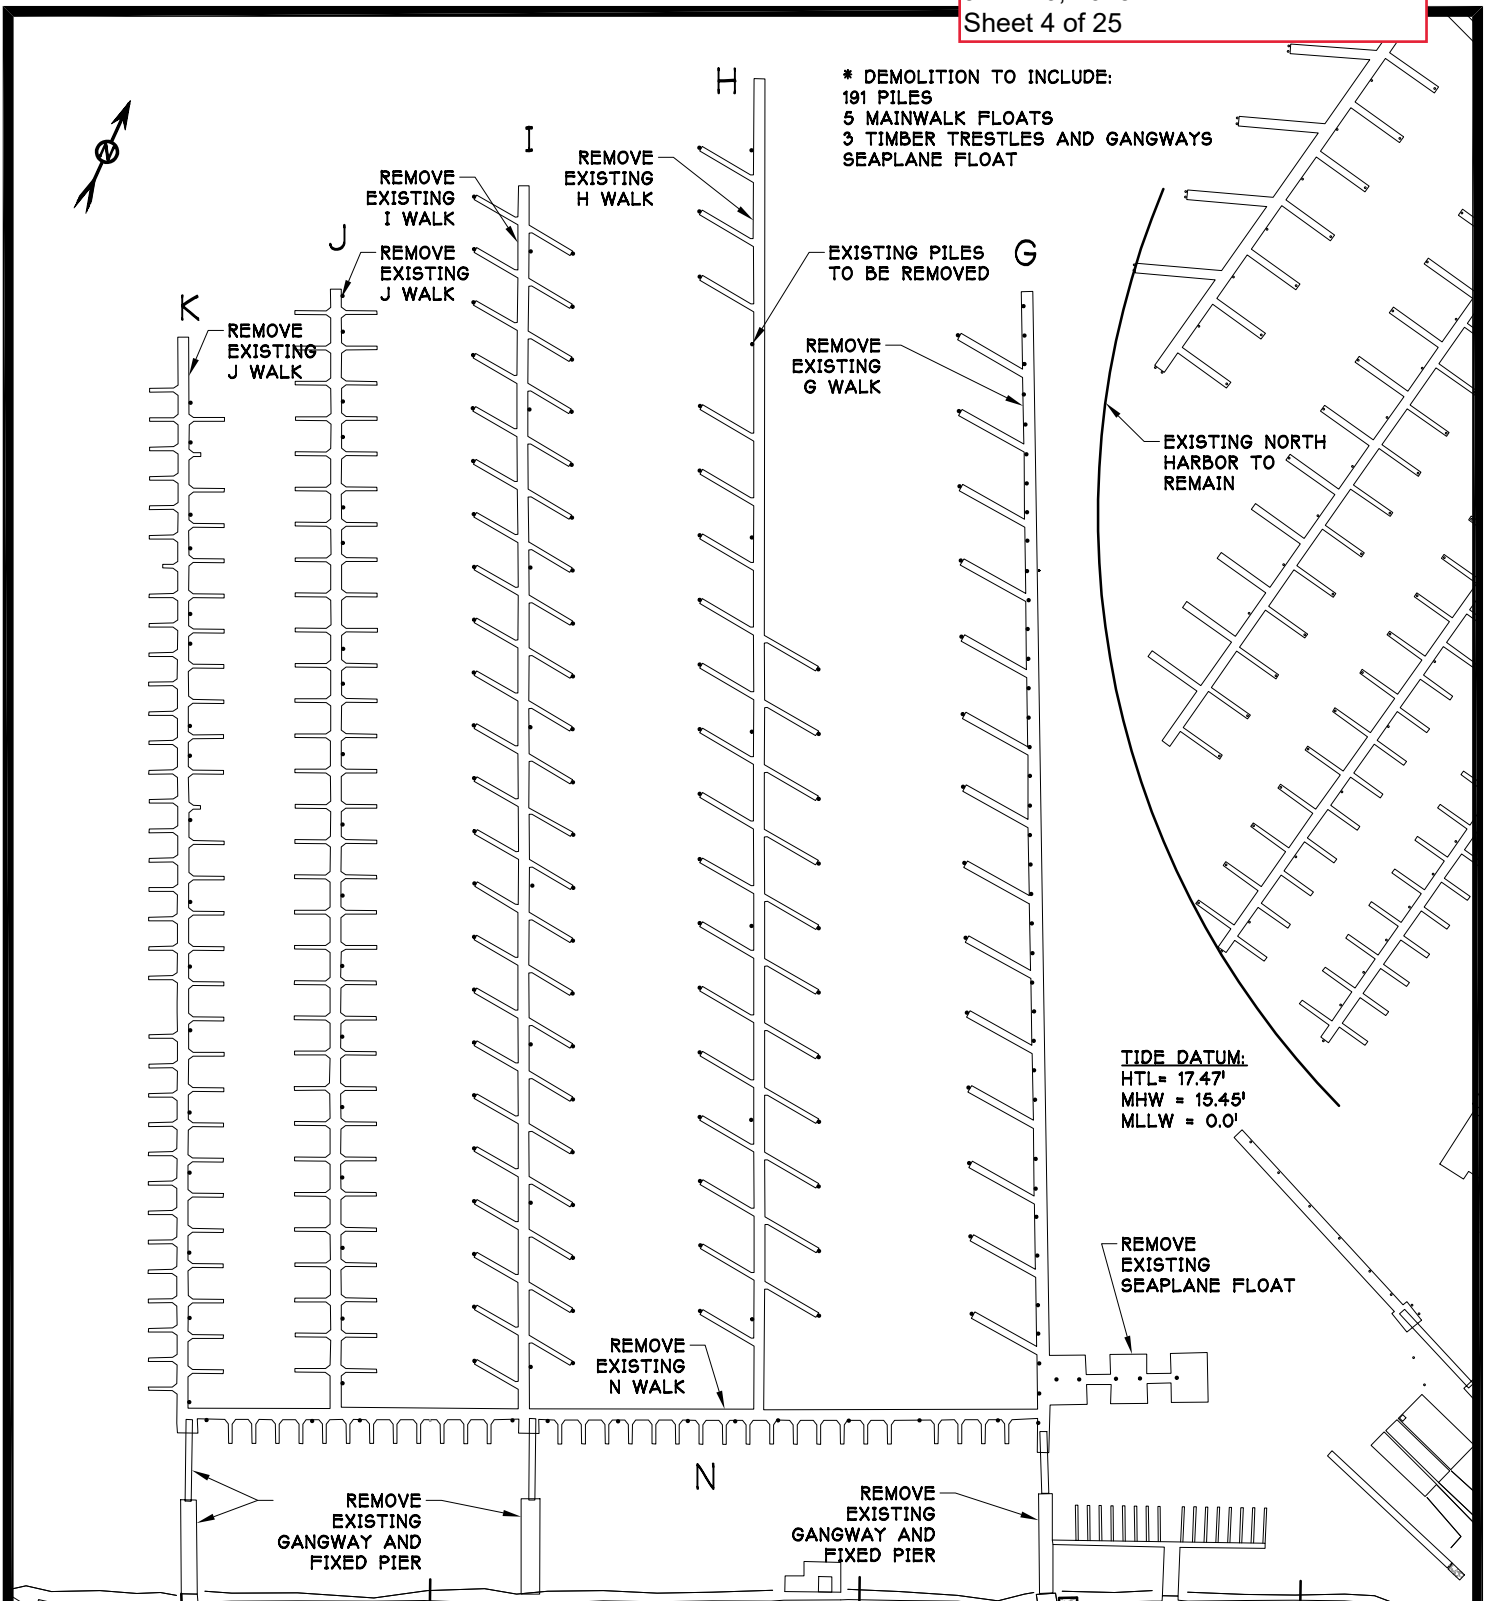 Sheet 4 of 25
* DEMOLITION TO INCLUDE:
191 PILES
5 MAINWALK FLOATS
3 TIMBER TRESTLES AND GANGWAYS
SEAPLANE FLOAT
N
H
I
REMOVE
EXISTING
H WALK
REMOVE
EXISTING
I WALK
J
REMOVE
EXISTING
J WALK
EXISTING PILES
TO BE REMOVED
G
K
REMOVE
EXISTING
J WALK
REMOVE
EXISTING
G WALK
EXISTING NORTH
HARBOR TO
REMAIN
TIDE DATUM:
HTL= 17.47'
MHW = 15.45'
MLLW = 0.0'
REMOVE
EXISTING
SEAPLANE FLOAT
REMOVE
EXISTING
N WALK
N
REMOVE
EXISTING
GANGWAY AND
FIXED PIER
REMOVE
EXISTING
GANGWAY AND
FIXED PIER